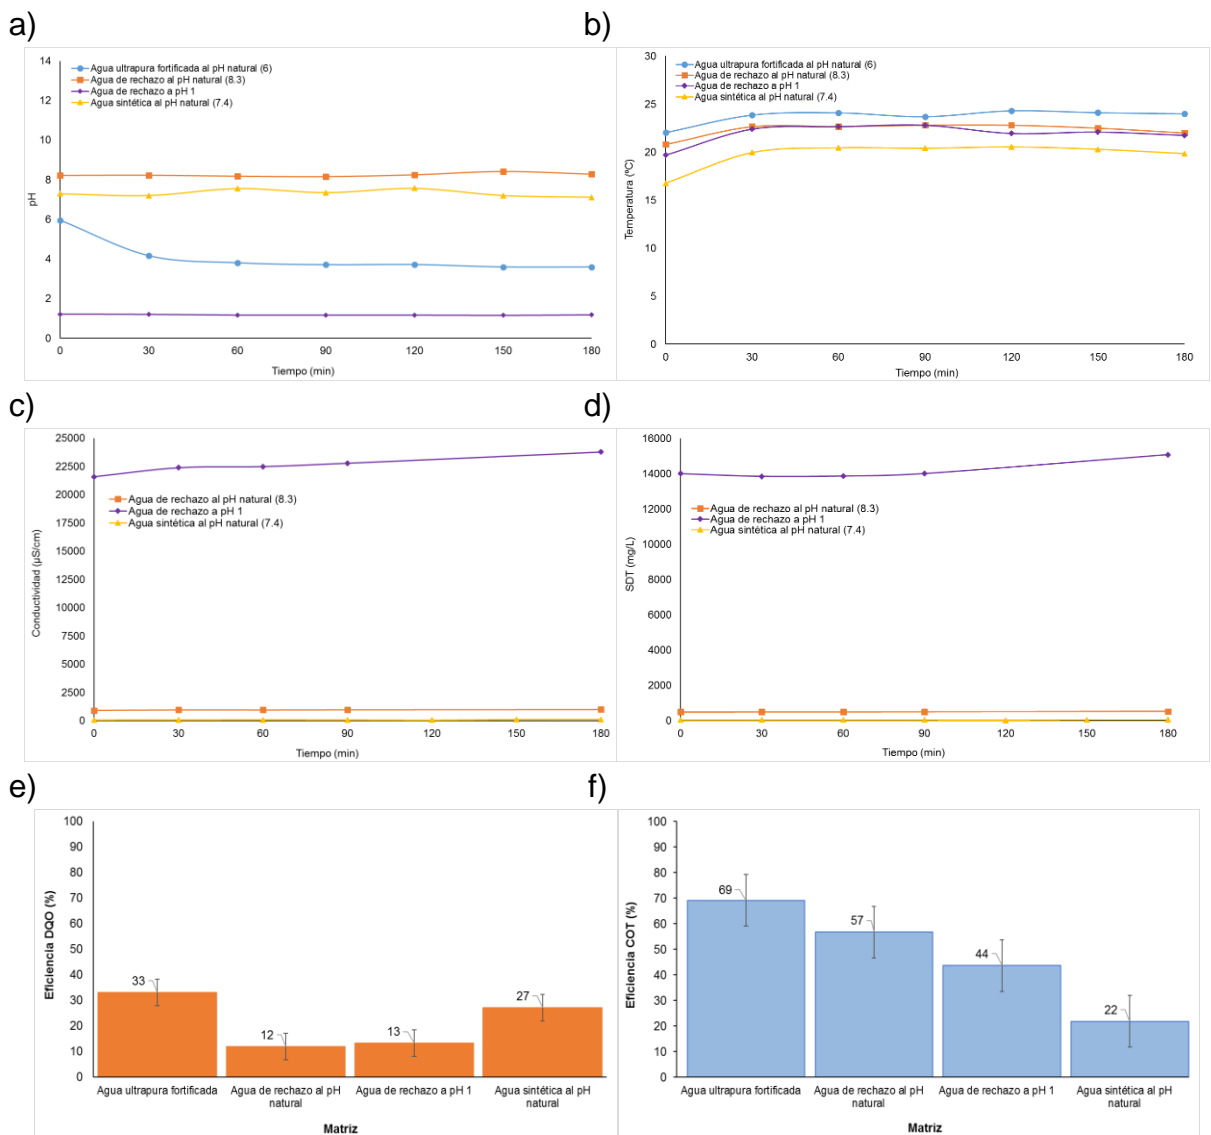 a)
14
12
10
8
6
4
2
0
pH
Agua ultrapura fortificada al pH natural (6)
Agua de rechazo al pH natural (8.3)
Agua de rechazo a pH 1
Agua sintética al pH natural (7.4)
0 30 60 90 120 150 180
Tiempo (min)
b)
30
25
20
15
10
5
0
Temperatura (ºC)
Agua ultrapura fortificada al pH natural (6)
Agua de rechazo al pH natural (8.3)
Agua de rechazo a pH 1
Agua sintética al pH natural (7.4)
0 30 60 90 120 150 180
Tiempo (min)
c)
25000
22500
20000
17500
15000
12500
10000
7500
5000
2500
0
Conductividad (µS/cm)
Agua de rechazo al pH natural (8.3)
Agua de rechazo a pH 1
Agua sintética al pH natural (7.4)
0 30 60 90 120 150 180
Tiempo (min)
d)
16000
14000
12000
10000
8000
6000
4000
2000
0
SDT (mg/L)
Agua de rechazo al pH natural (8.3)
Agua de rechazo a pH 1
Agua sintética al pH natural (7.4)
0 30 60 90 120 150 180
Tiempo (min)
e)
100
90
80
70
60
50
40
30
20
10
0
Eficiencia DQO (%)
33
12
13
27
Agua ultrapura fortificada
Agua de rechazo al pH
natural
Agua de rechazo a pH 1
Agua sintética al pH
natural
Matriz
f)
100
90
80
70
60
50
40
30
20
10
0
Eficiencia COT (%)
69
57
44
22
Agua ultrapura fortificada
Agua de rechazo al pH
natural
Agua de rechazo a pH 1
Agua sintética al pH
natural
Matriz